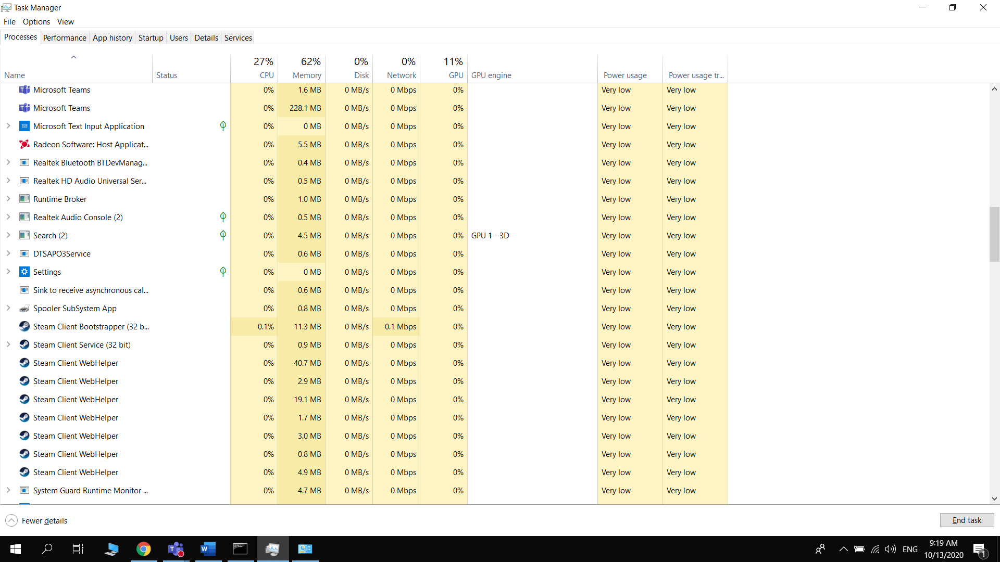 Task Manager
File Options View
Processes Performance App history Startup Users Details Services
27% 62% 0% 0% 11%
Name Status CPU Memory Disk Network GPU GPU engine Power usage Power usage tr...
Microsoft Teams 0% 1.6 MB 0 MB/s 0 Mbps 0% Very low Very low
Microsoft Teams 0% 228.1 MB 0 MB/s 0 Mbps 0% Very low Very low
Microsoft Text Input Application 0% 0 MB 0 MB/s 0 Mbps 0% Very low Very low
Radeon Software: Host Applicat... 0% 5.5 MB 0 MB/s 0 Mbps 0% Very low Very low
Realtek Bluetooth BTDevManag... 0% 0.4 MB 0 MB/s 0 Mbps 0% Very low Very low
Realtek HD Audio Universal Ser... 0% 0.5 MB 0 MB/s 0 Mbps 0% Very low Very low
Runtime Broker 0% 1.0 MB 0 MB/s 0 Mbps 0% Very low Very low
Realtek Audio Console (2) 0% 0.5 MB 0 MB/s 0 Mbps 0% Very low Very low
Search (2) 0% 4.5 MB 0 MB/s 0 Mbps 0% GPU 1 - 3D Very low Very low
DTSAPO3Service 0% 0.6 MB 0 MB/s 0 Mbps 0% Very low Very low
Settings 0% 0 MB 0 MB/s 0 Mbps 0% Very low Very low
Sink to receive asynchronous cal... 0% 0.6 MB 0 MB/s 0 Mbps 0% Very low Very low
Spooler SubSystem App 0% 0.8 MB 0 MB/s 0 Mbps 0% Very low Very low
Steam Client Bootstrapper (32 b... 0.1% 11.3 MB 0 MB/s 0.1 Mbps 0% Very low Very low
Steam Client Service (32 bit) 0% 0.9 MB 0 MB/s 0 Mbps 0% Very low Very low
Steam Client WebHelper 0% 40.7 MB 0 MB/s 0 Mbps 0% Very low Very low
Steam Client WebHelper 0% 2.9 MB 0 MB/s 0 Mbps 0% Very low Very low
Steam Client WebHelper 0% 19.1 MB 0 MB/s 0 Mbps 0% Very low Very low
Steam Client WebHelper 0% 1.7 MB 0 MB/s 0 Mbps 0% Very low Very low
Steam Client WebHelper 0% 3.0 MB 0 MB/s 0 Mbps 0% Very low Very low
Steam Client WebHelper 0% 0.8 MB 0 MB/s 0 Mbps 0% Very low Very low
Steam Client WebHelper 0% 4.9 MB 0 MB/s 0 Mbps 0% Very low Very low
System Guard Runtime Monitor ... 0% 4.7 MB 0 MB/s 0 Mbps 0% Very low Very low
Fewer details End task
ENG 9:19 AM
10/13/2020 1